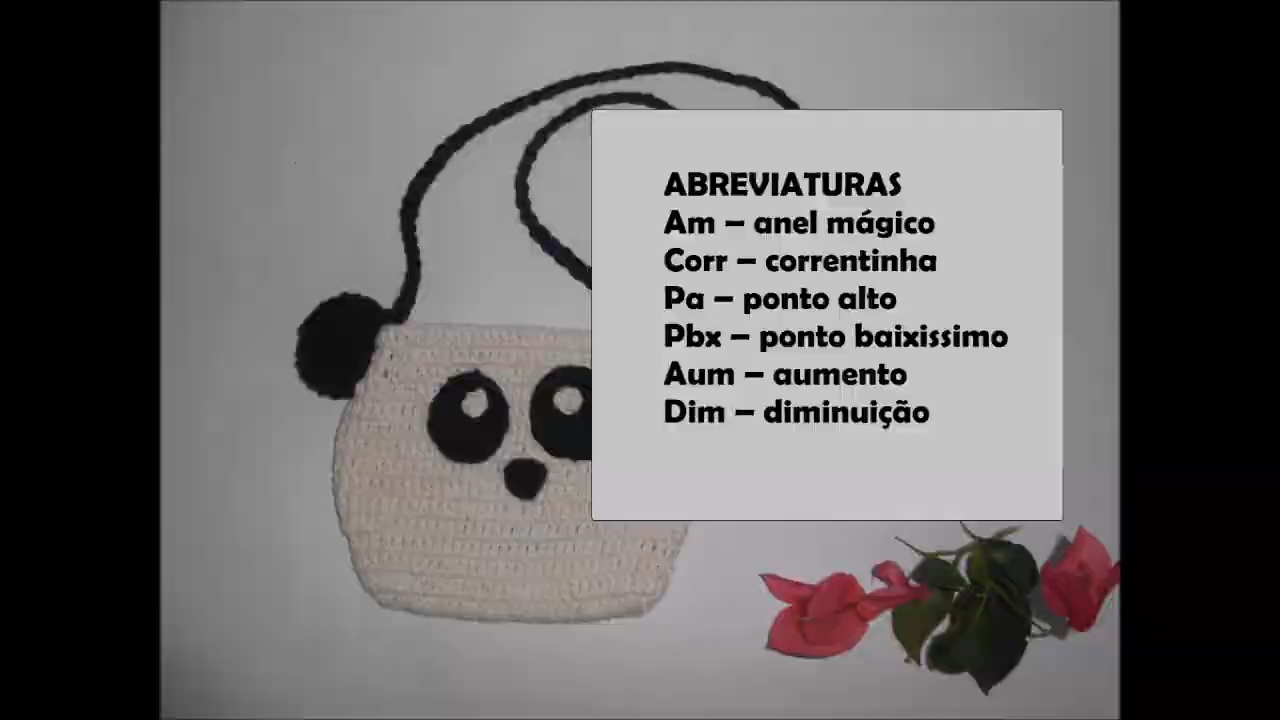 ABREVIATURAS
Am – anel mágico
Corr – correntinha
Pa – ponto alto
Pbx – ponto baixissimo
Aum – aumento
Dim – diminuição